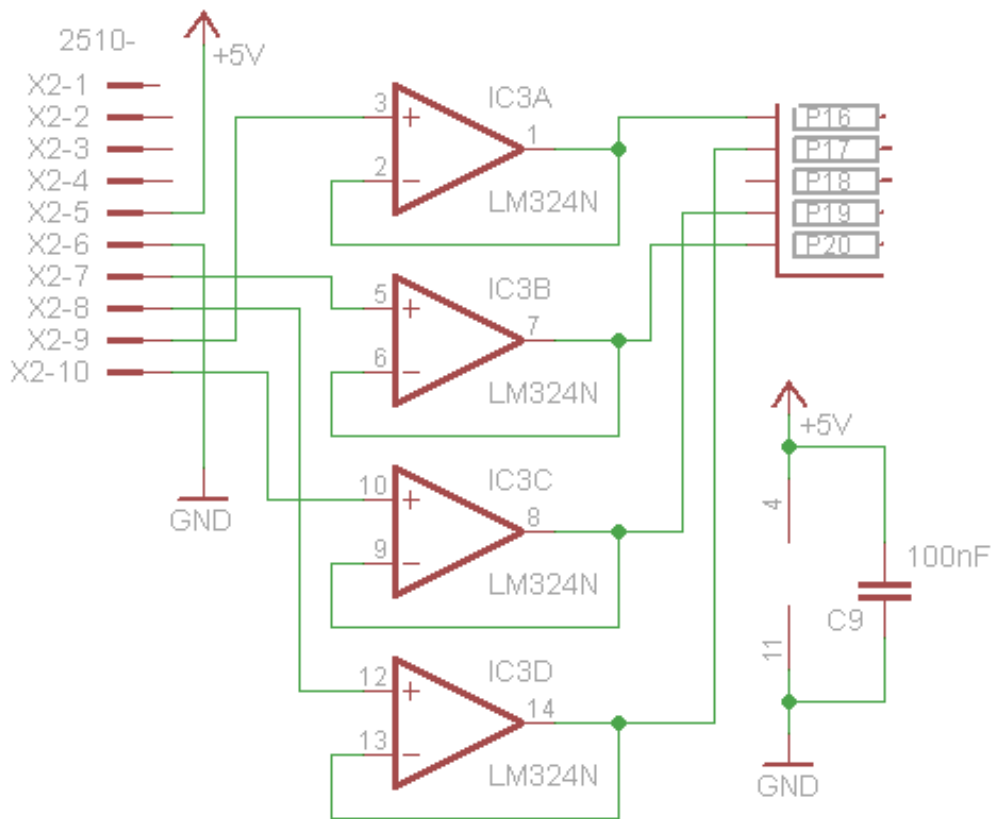 2510-
+5V
X2-1
X2-2
X2-3
X2-4
X2-5
X2-6
X2-7
X2-8
X2-9
X2-10
GND
IC3A
3
+
1
2
−
LM324N
IC3B
5
+
7
6
−
LM324N
IC3C
10
+
8
9
−
LM324N
IC3D
12
+
14
13
−
LM324N
P16
P17
P18
P19
P20
+5V
4
100nF
C9
11
GND